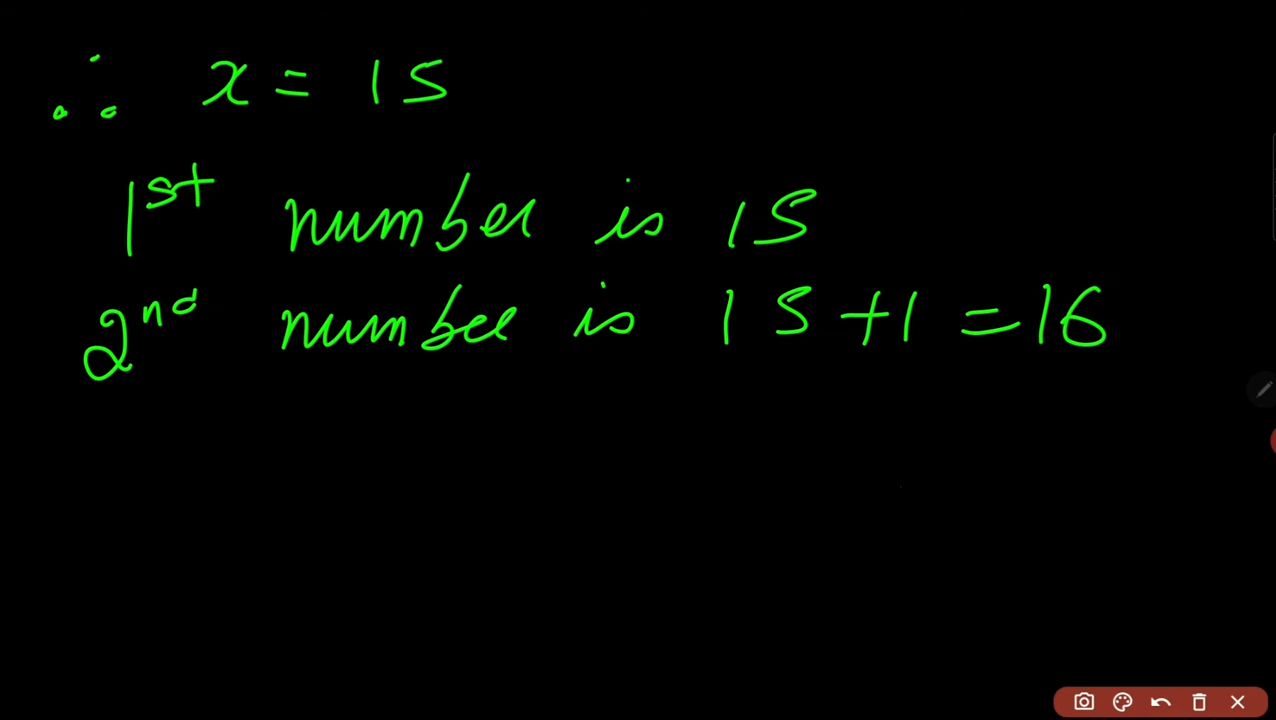 ∴ x = 15
1st number is 15
2nd number is 15 + 1 = 16